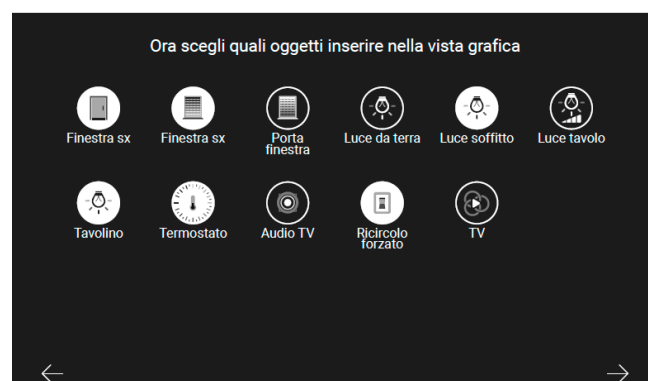 Ora scegli quali oggetti inserire nella vista grafica
Finestra sx
Finestra sx
Porta
finestra
Luce da terra
Luce soffitto
Luce tavolo
Tavolino
Termostato
Audio TV
Ricircolo
forzato
TV